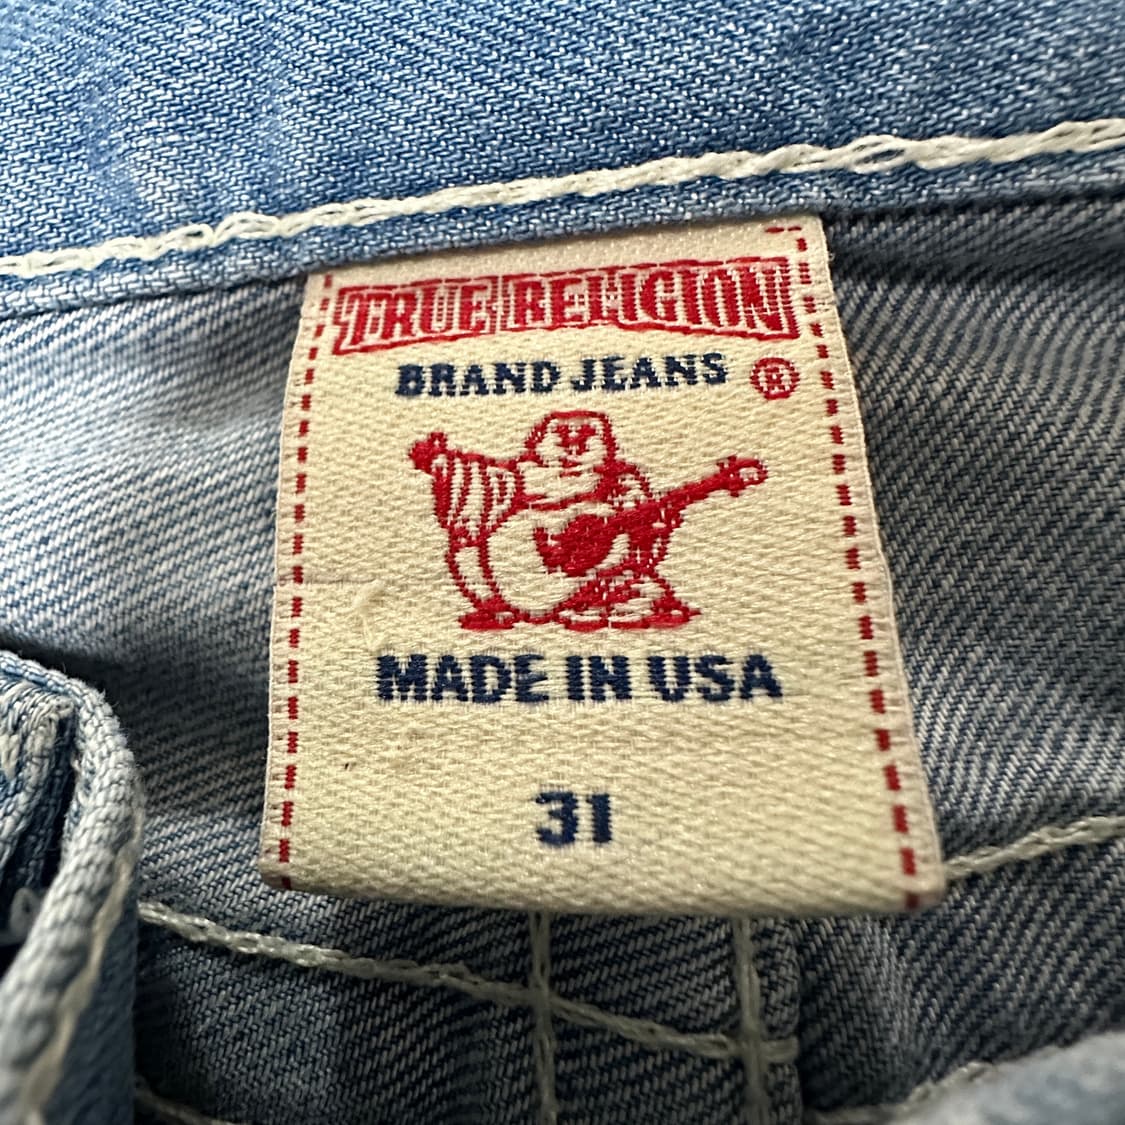 TRUE RELIGION
BRAND JEANS ®
MADE IN USA
31